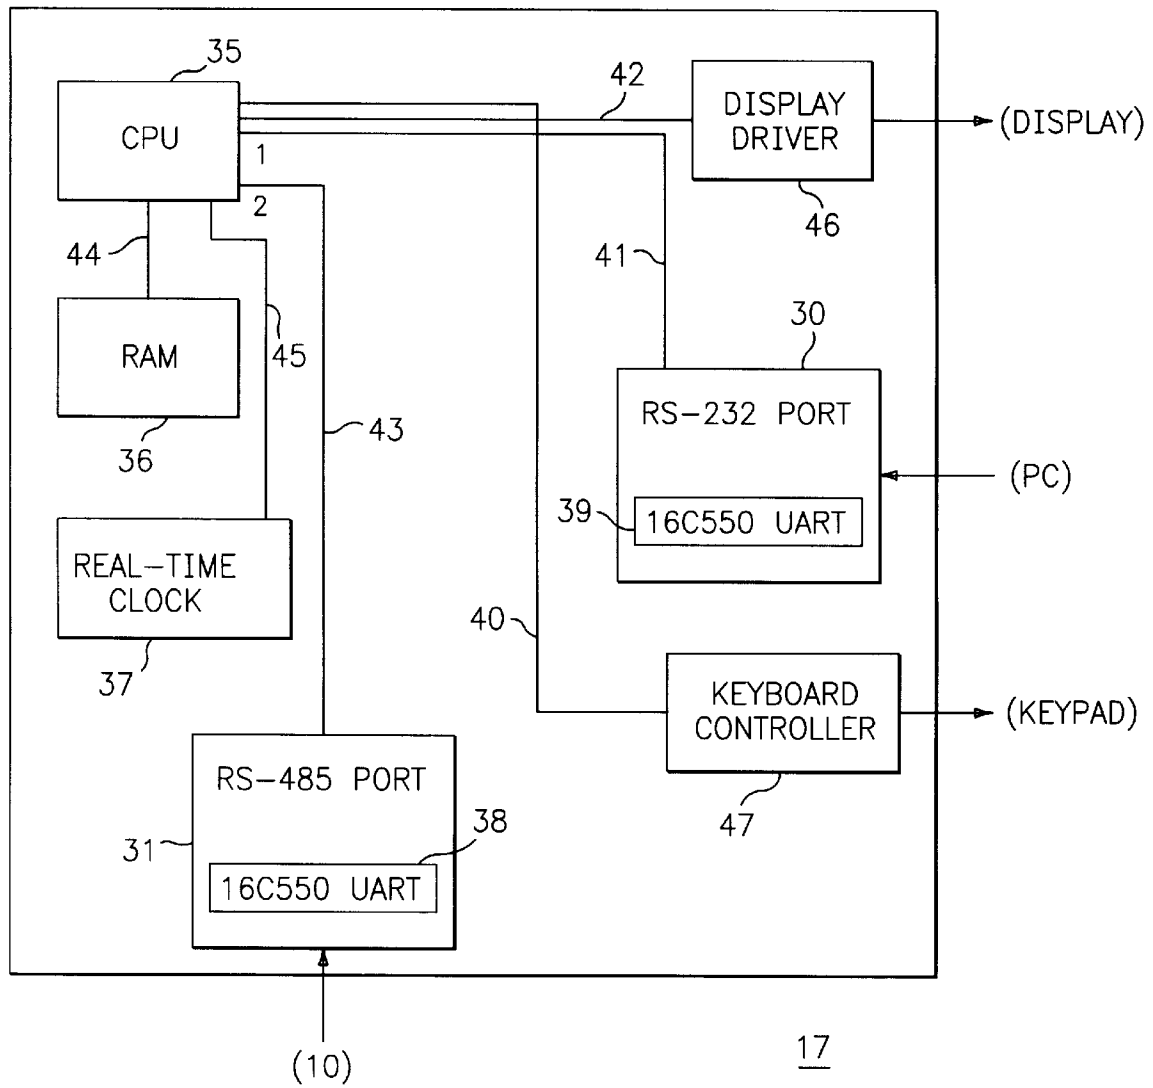 35
CPU
1
2
42
DISPLAY
DRIVER
(DISPLAY)
46
44
41
45
RAM
36
30
RS-232 PORT
43
(PC)
39
16C550 UART
REAL-TIME
CLOCK
37
40
KEYBOARD
CONTROLLER
(KEYPAD)
47
RS-485 PORT
31
38
16C550 UART
(10)
17